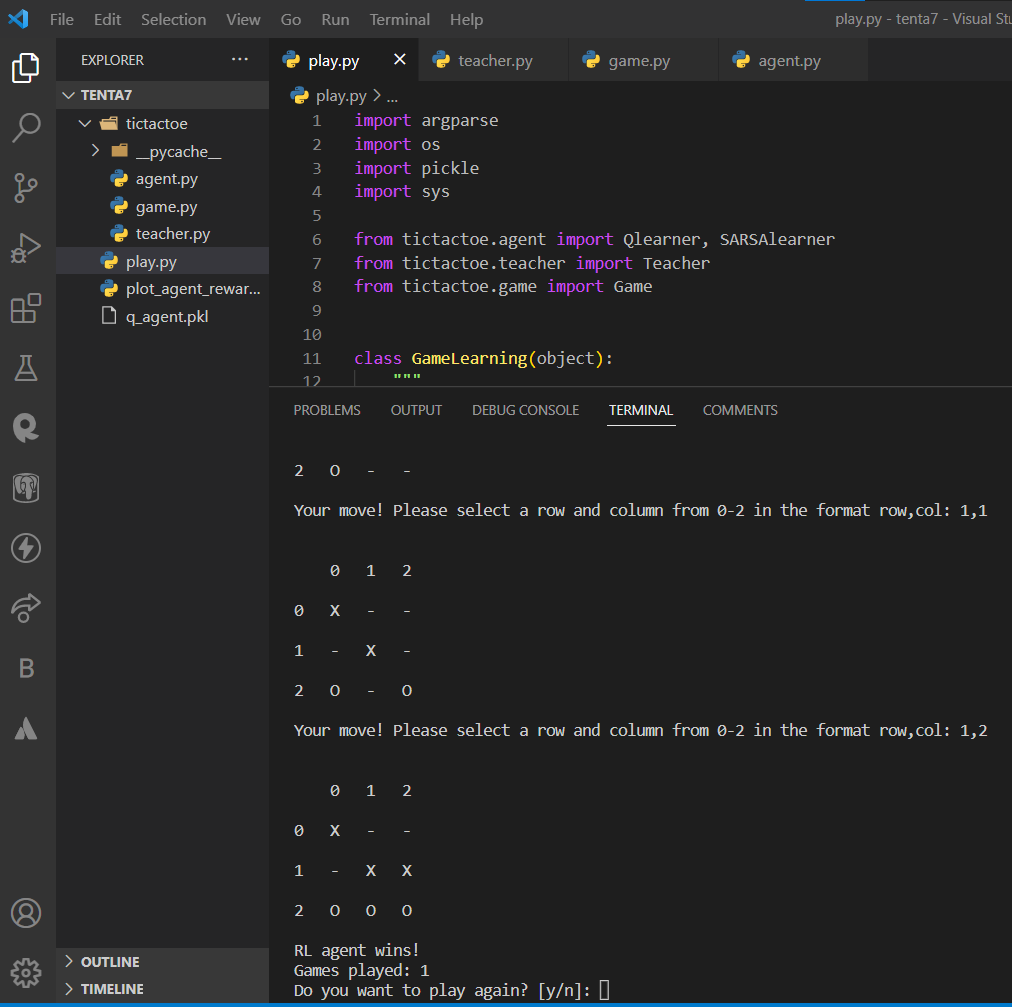 File Edit Selection View Go Run Terminal Help play.py - tenta7 - Visual
EXPLORER ...
play.py × teacher.py game.py agent.py
TENTA7
play.py > ...
tictactoe
__pycache__
agent.py
game.py
teacher.py
play.py
plot_agent_rewar...
q_agent.pkl
1 import argparse
2 import os
3 import pickle
4 import sys
5
6 from tictactoe.agent import Qlearner, SARSAlearner
7 from tictactoe.teacher import Teacher
8 from tictactoe.game import Game
9
10
11 class GameLearning(object):
12 """
PROBLEMS OUTPUT DEBUG CONSOLE TERMINAL COMMENTS
2 O - -
Your move! Please select a row and column from 0-2 in the format row,col: 1,1
0 1 2
0 X - -
1 - X -
2 O - O
Your move! Please select a row and column from 0-2 in the format row,col: 1,2
0 1 2
0 X - -
1 - X X
2 O O O
RL agent wins!
Games played: 1
Do you want to play again? [y/n]:
B
OUTLINE
TIMELINE